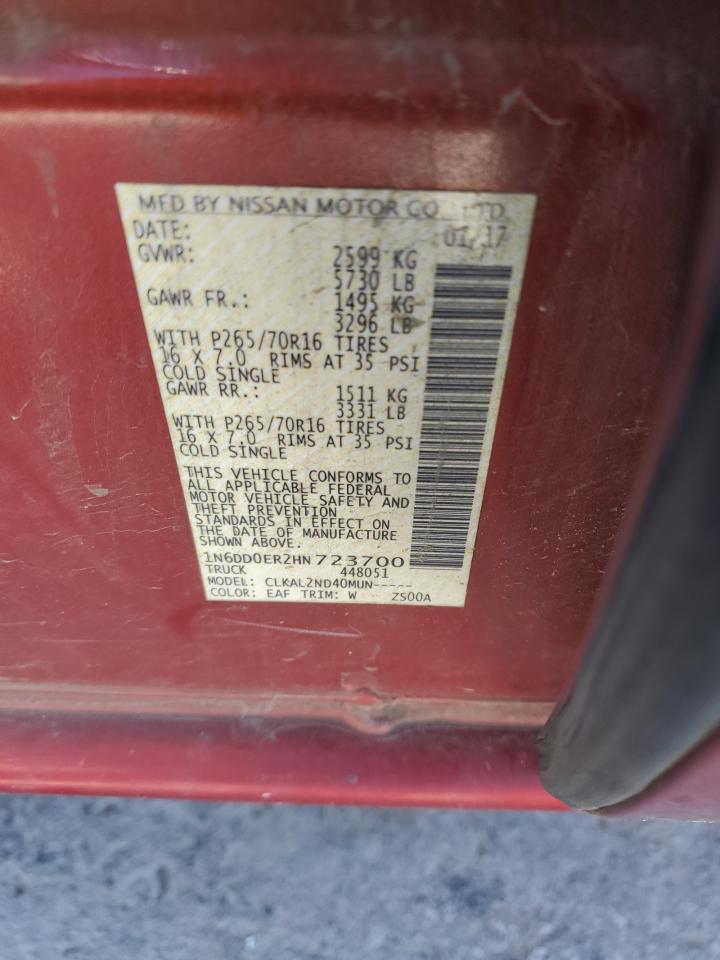 MFD BY NISSAN MOTOR CO., LTD.
DATE: 01/17
GVWR: 2599 KG
5730 LB
GAWR FR.: 1495 KG
3296 LB
WITH P265/70R16 TIRES
16 X 7.0 RIMS AT 35 PSI
COLD SINGLE
GAWR RR.: 1511 KG
3331 LB
WITH P265/70R16 TIRES
16 X 7.0 RIMS AT 35 PSI
COLD SINGLE
THIS VEHICLE CONFORMS TO
ALL APPLICABLE FEDERAL
MOTOR VEHICLE SAFETY AND
THEFT PREVENTION
STANDARDS IN EFFECT ON
THE DATE OF MANUFACTURE
SHOWN ABOVE.
1N6DD0ER2HN723700
TRUCK 448051
MODEL: CLKAL2ND40MUN-----
COLOR: EAF TRIM: W ZS00A